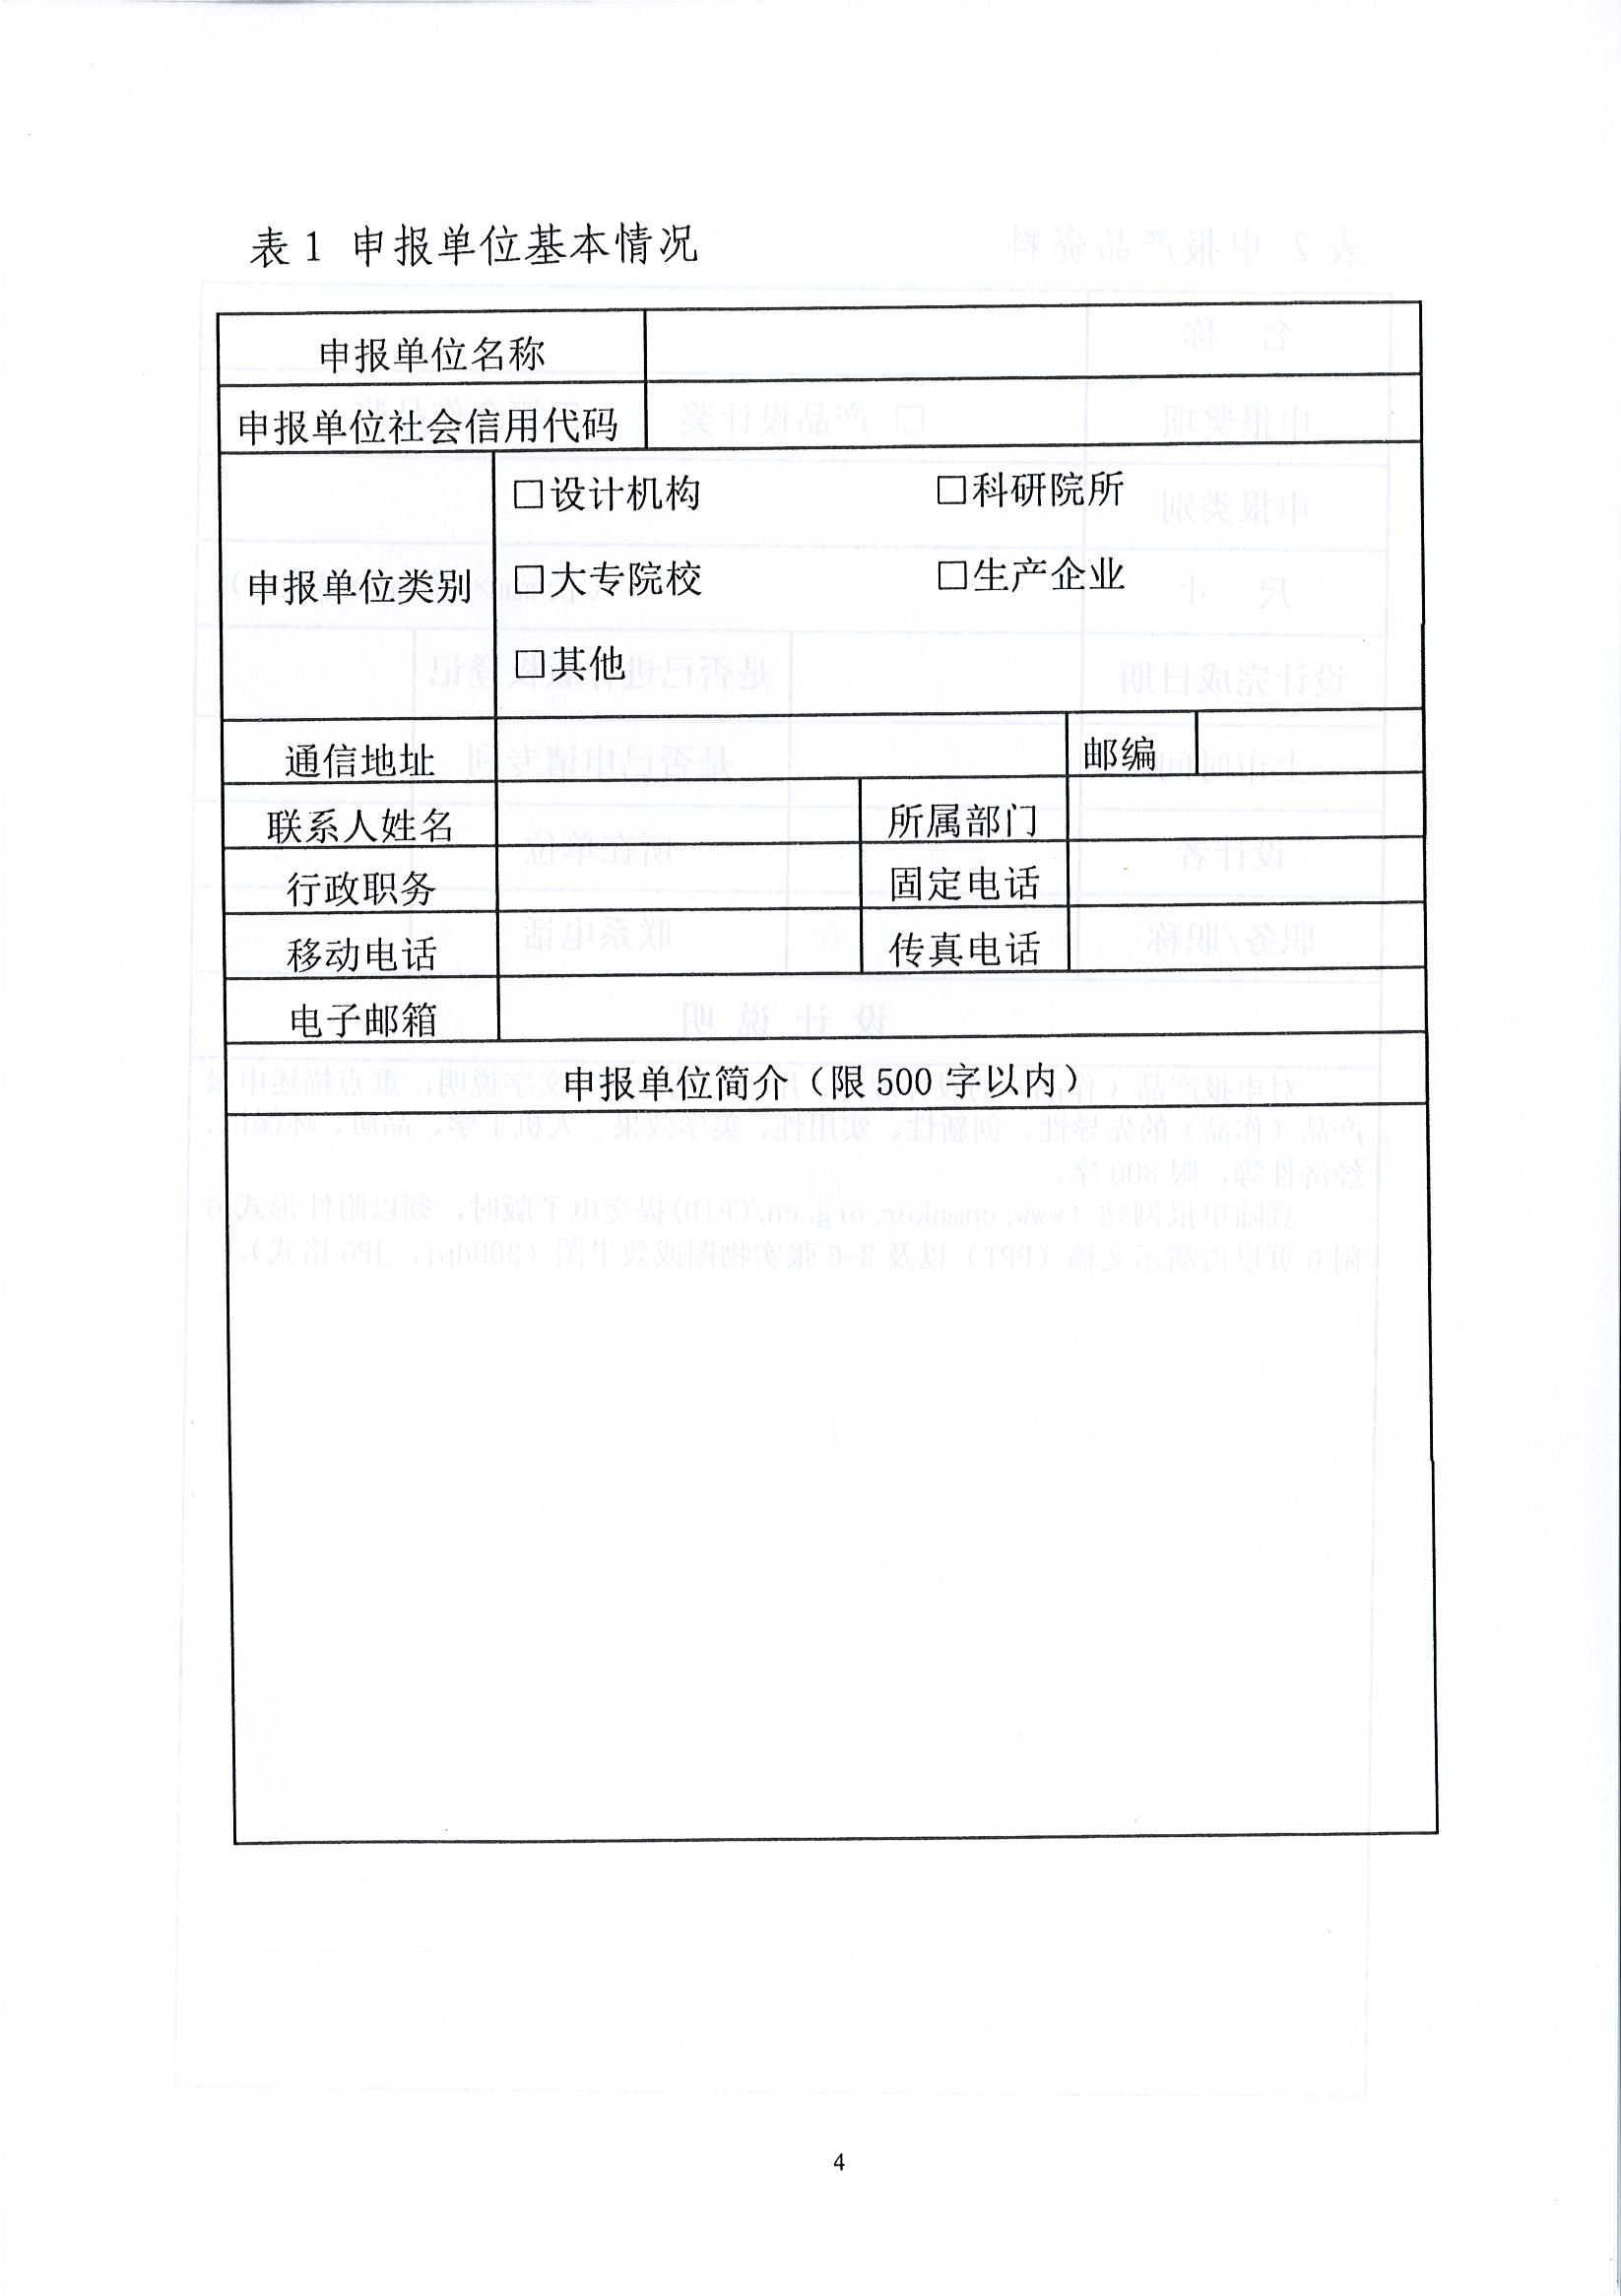 表1 申报单位基本情况
申报单位名称
申报单位社会信用代码
申报单位类别
□设计机构 □科研院所
□大专院校 □生产企业
□其他
通信地址 邮编
联系人姓名 所属部门
行政职务 固定电话
移动电话 传真电话
电子邮箱
申报单位简介（限500字以内）
4